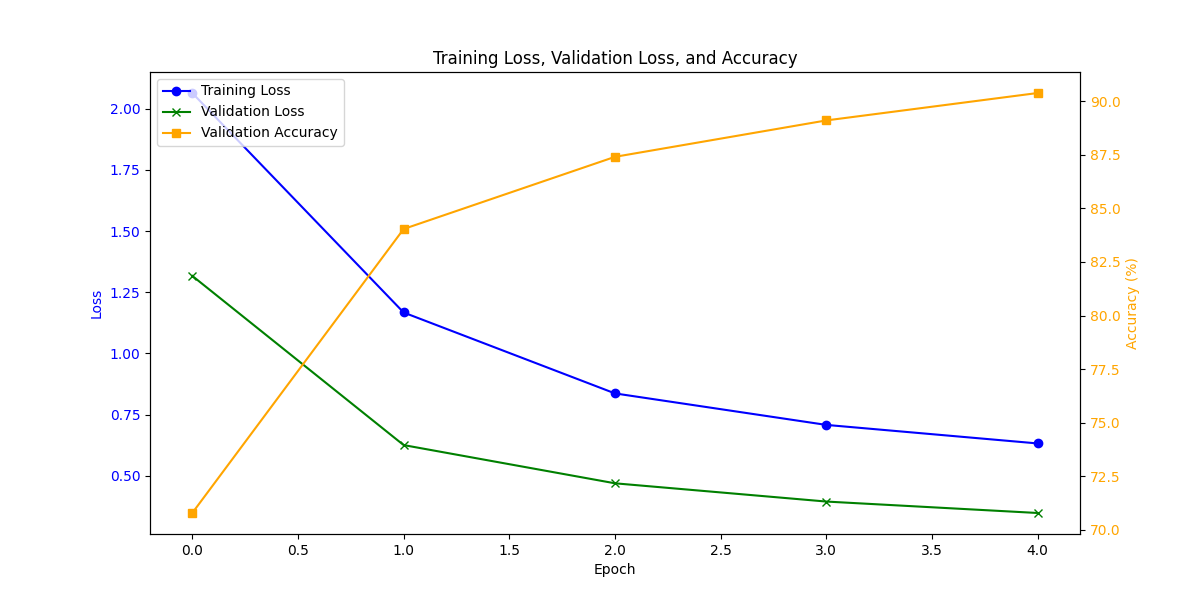 Training Loss, Validation Loss, and Accuracy
Training Loss
Validation Loss
Validation Accuracy
2.00
1.75
1.50
1.25
1.00
0.75
0.50
Loss
90.0
87.5
85.0
82.5
80.0
77.5
75.0
72.5
70.0
Accuracy (%)
0.0 0.5 1.0 1.5 2.0 2.5 3.0 3.5 4.0
Epoch